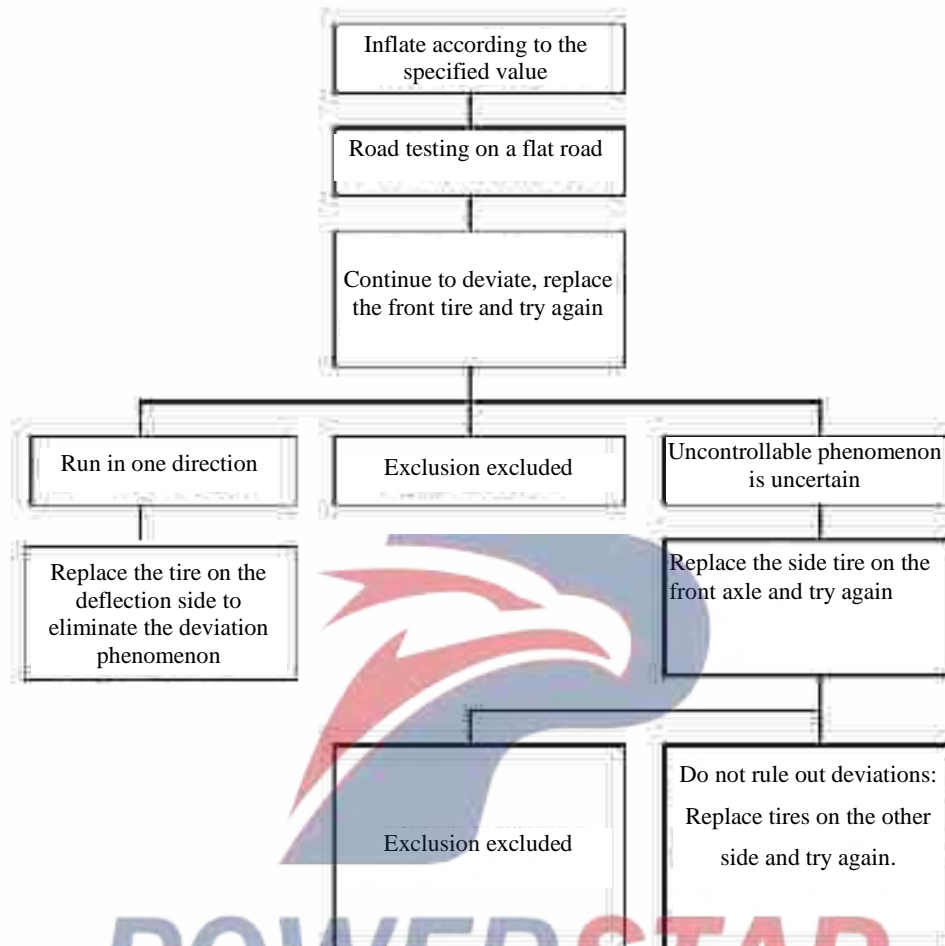 Inflate according to the
specified value
Road testing on a flat road
Continue to deviate, replace
the front tire and try again
Run in one direction
Exclusion excluded
Uncontrollable phenomenon
is uncertain
Replace the tire on the
deflection side to
eliminate the deviation
phenomenon
Replace the side tire on the
front axle and try again
Exclusion excluded
Do not rule out deviations:
Replace tires on the other
side and try again.
POWERSTAR